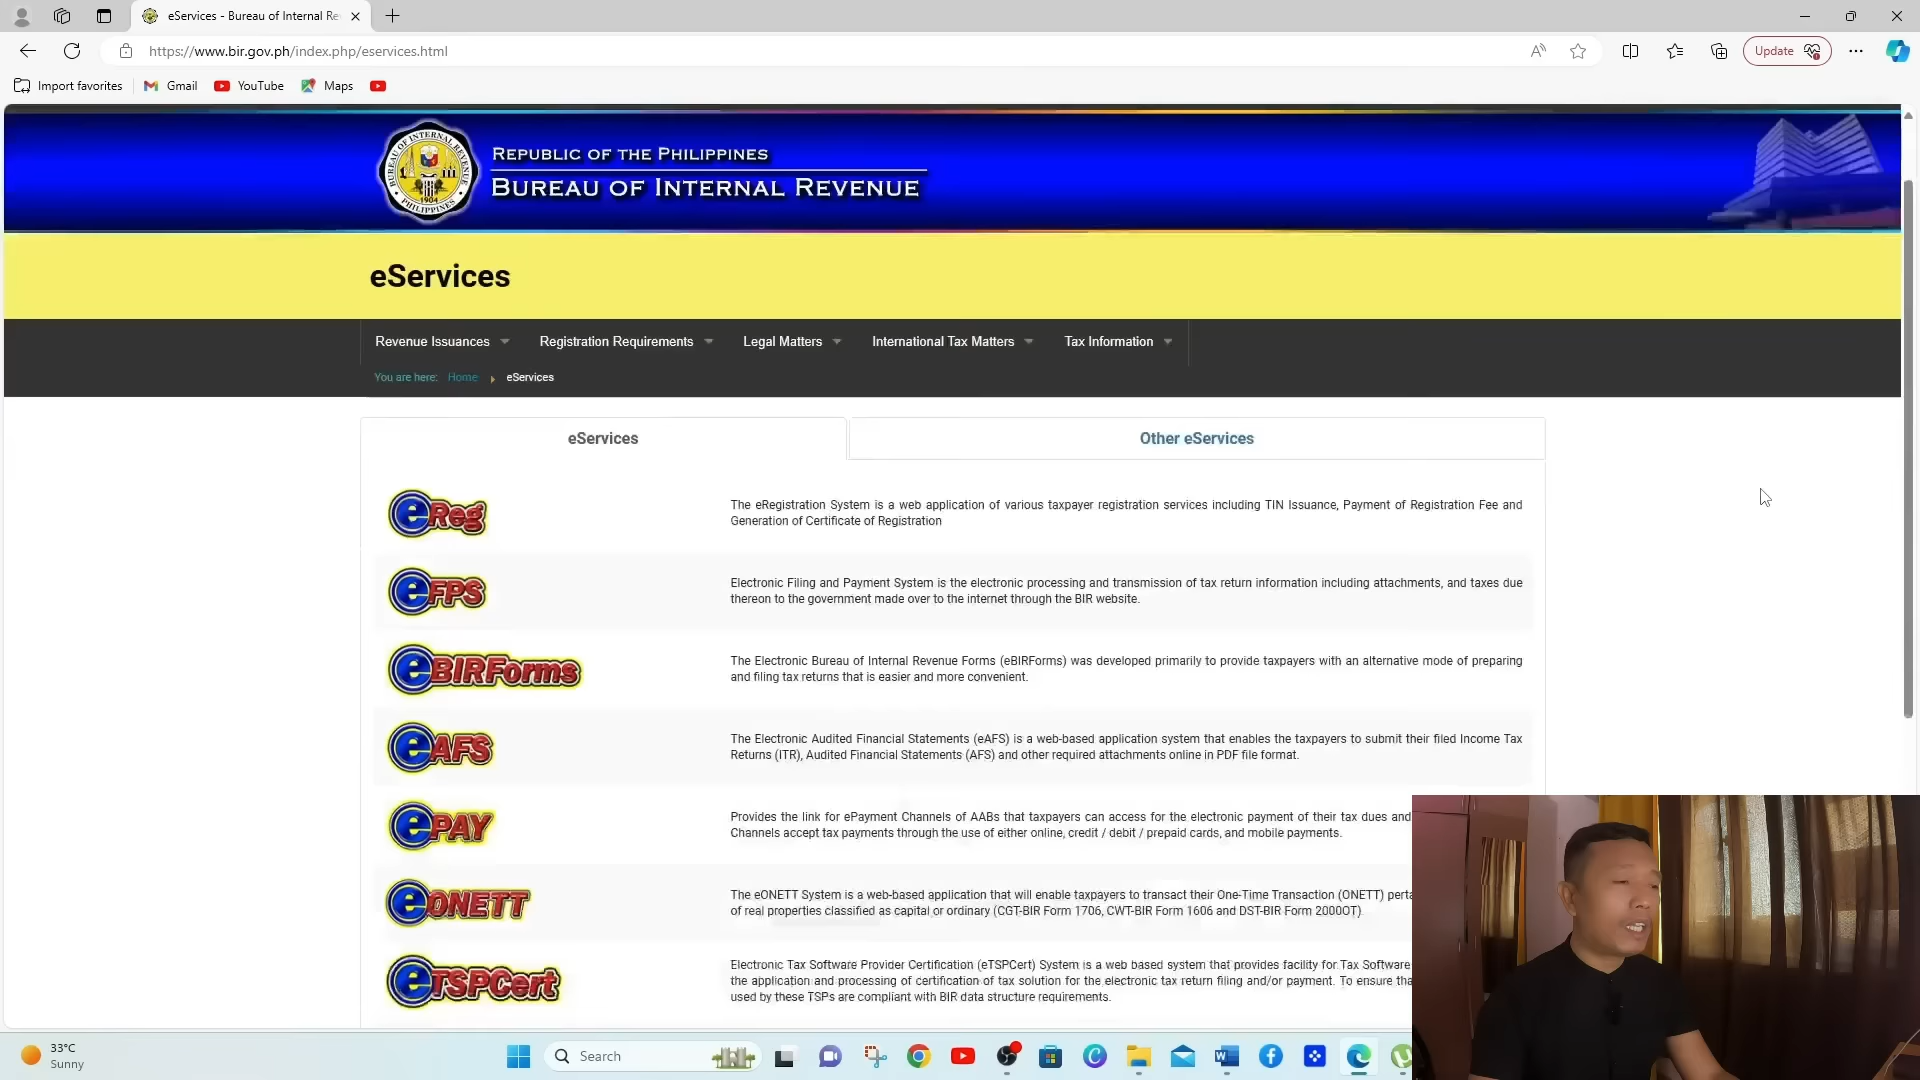 eServices - Bureau of Internal Re
https://www.bir.gov.ph/index.php/eservices.html
Update
Import favorites
Gmail
YouTube
Maps
BUREAU OF INTERNAL REVENUE
1904
PHILIPPINES
REPUBLIC OF THE PHILIPPINES
BUREAU OF INTERNAL REVENUE
eServices
Revenue Issuances
Registration Requirements
Legal Matters
International Tax Matters
Tax Information
You are here: Home eServices
eServices
Other eServices
eReg
The eRegistration System is a web application of various taxpayer registration services including TIN Issuance, Payment of Registration Fee and
Generation of Certificate of Registration
eFPS
Electronic Filing and Payment System is the electronic processing and transmission of tax return information including attachments, and taxes due
thereon to the government made over to the internet through the BIR website.
eBIRForms
The Electronic Bureau of Internal Revenue Forms (eBIRForms) was developed primarily to provide taxpayers with an alternative mode of preparing
and filing tax returns that is easier and more convenient.
eAFS
The Electronic Audited Financial Statements (eAFS) is a web-based application system that enables the taxpayers to submit their filed Income Tax
Returns (ITR), Audited Financial Statements (AFS) and other required attachments online in PDF file format.
ePAY
Provides the link for ePayment Channels of AABs that taxpayers can access for the electronic payment of their tax dues and
Channels accept tax payments through the use of either online, credit / debit / prepaid cards, and mobile payments.
eONETT
The eONETT System is a web-based application that will enable taxpayers to transact their One-Time Transaction (ONETT) perta
of real properties classified as capital or ordinary (CGT-BIR Form 1706, CWT-BIR Form 1606 and DST-BIR Form 2000OT).
eTSPCert
Electronic Tax Software Provider Certification (eTSPCert) System is a web based system that provides facility for Tax Software
the application and processing of certification of tax solution for the electronic tax return filing and/or payment. To ensure tha
used by these TSPs are compliant with BIR data structure requirements.
33°C
Sunny
Search